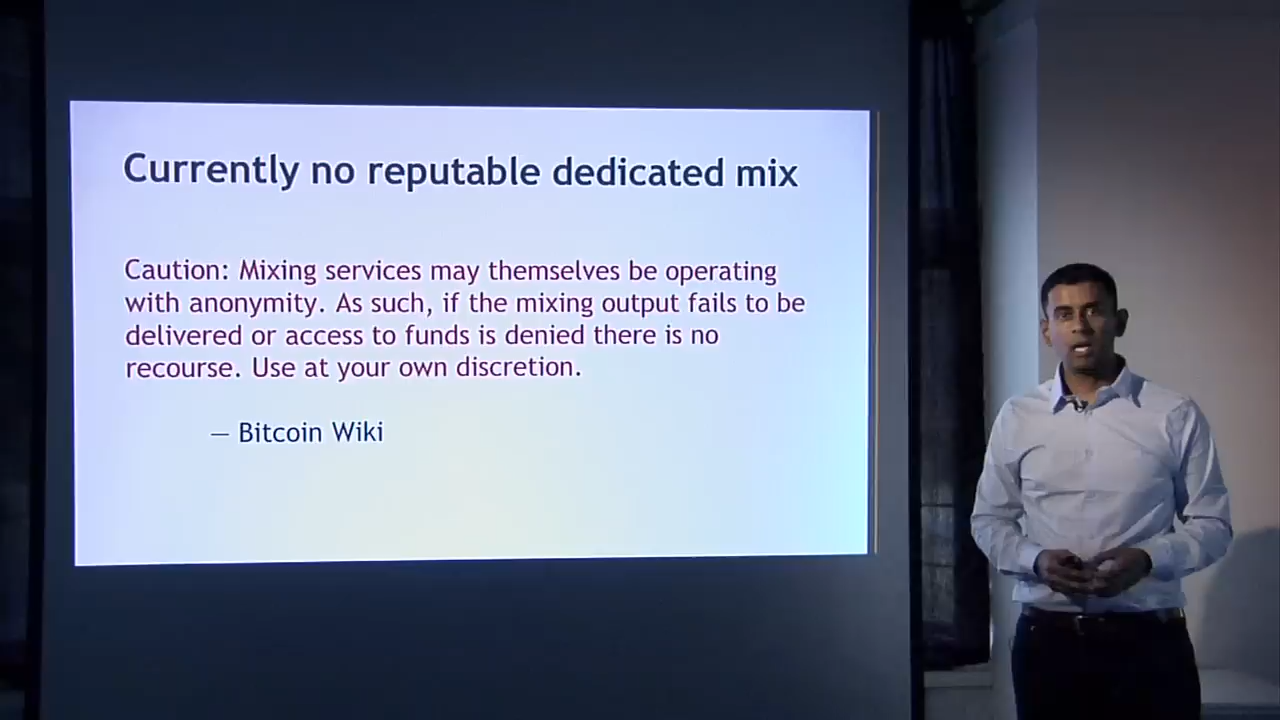 Currently no reputable dedicated mix
Caution: Mixing services may themselves be operating
with anonymity. As such, if the mixing output fails to be
delivered or access to funds is denied there is no
recourse. Use at your own discretion.
— Bitcoin Wiki